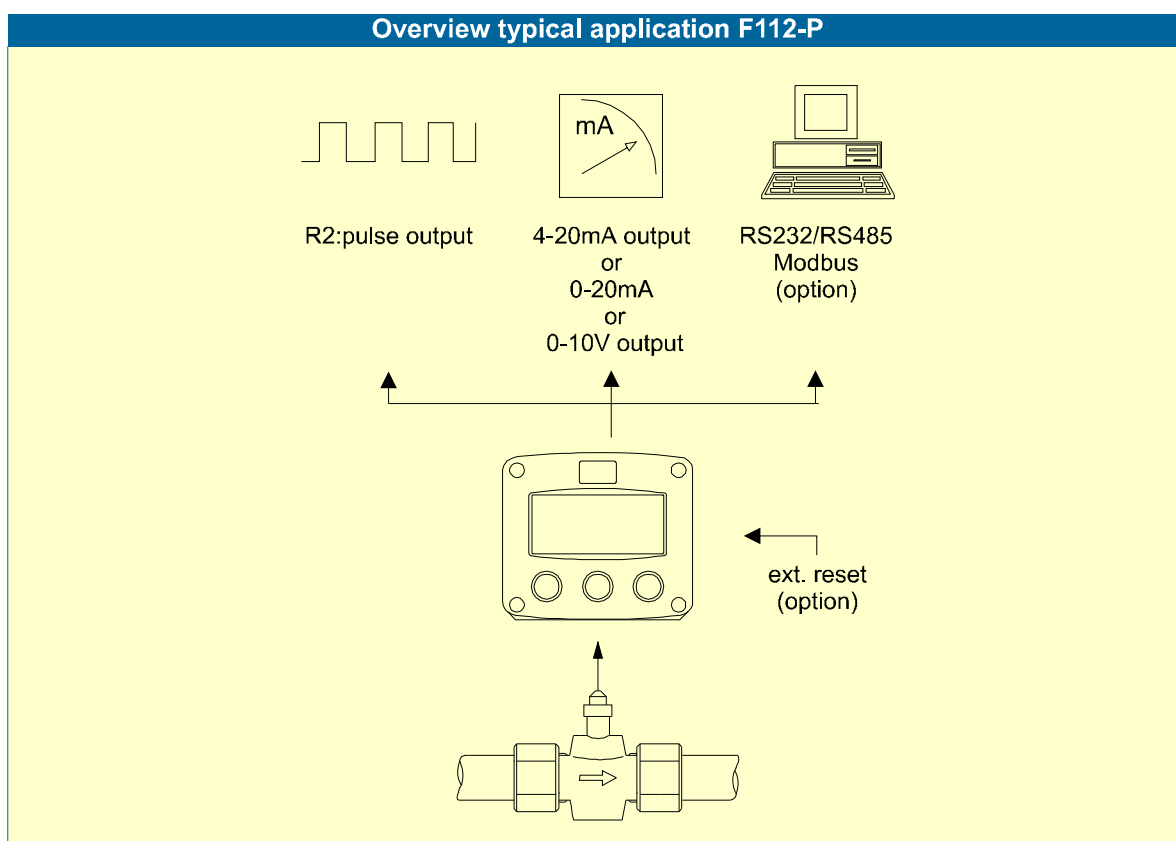 Overview typical application F112-P
mA
R2:pulse output
4-20mA output
or
0-20mA
or
0-10V output
RS232/RS485
Modbus
(option)
ext. reset
(option)